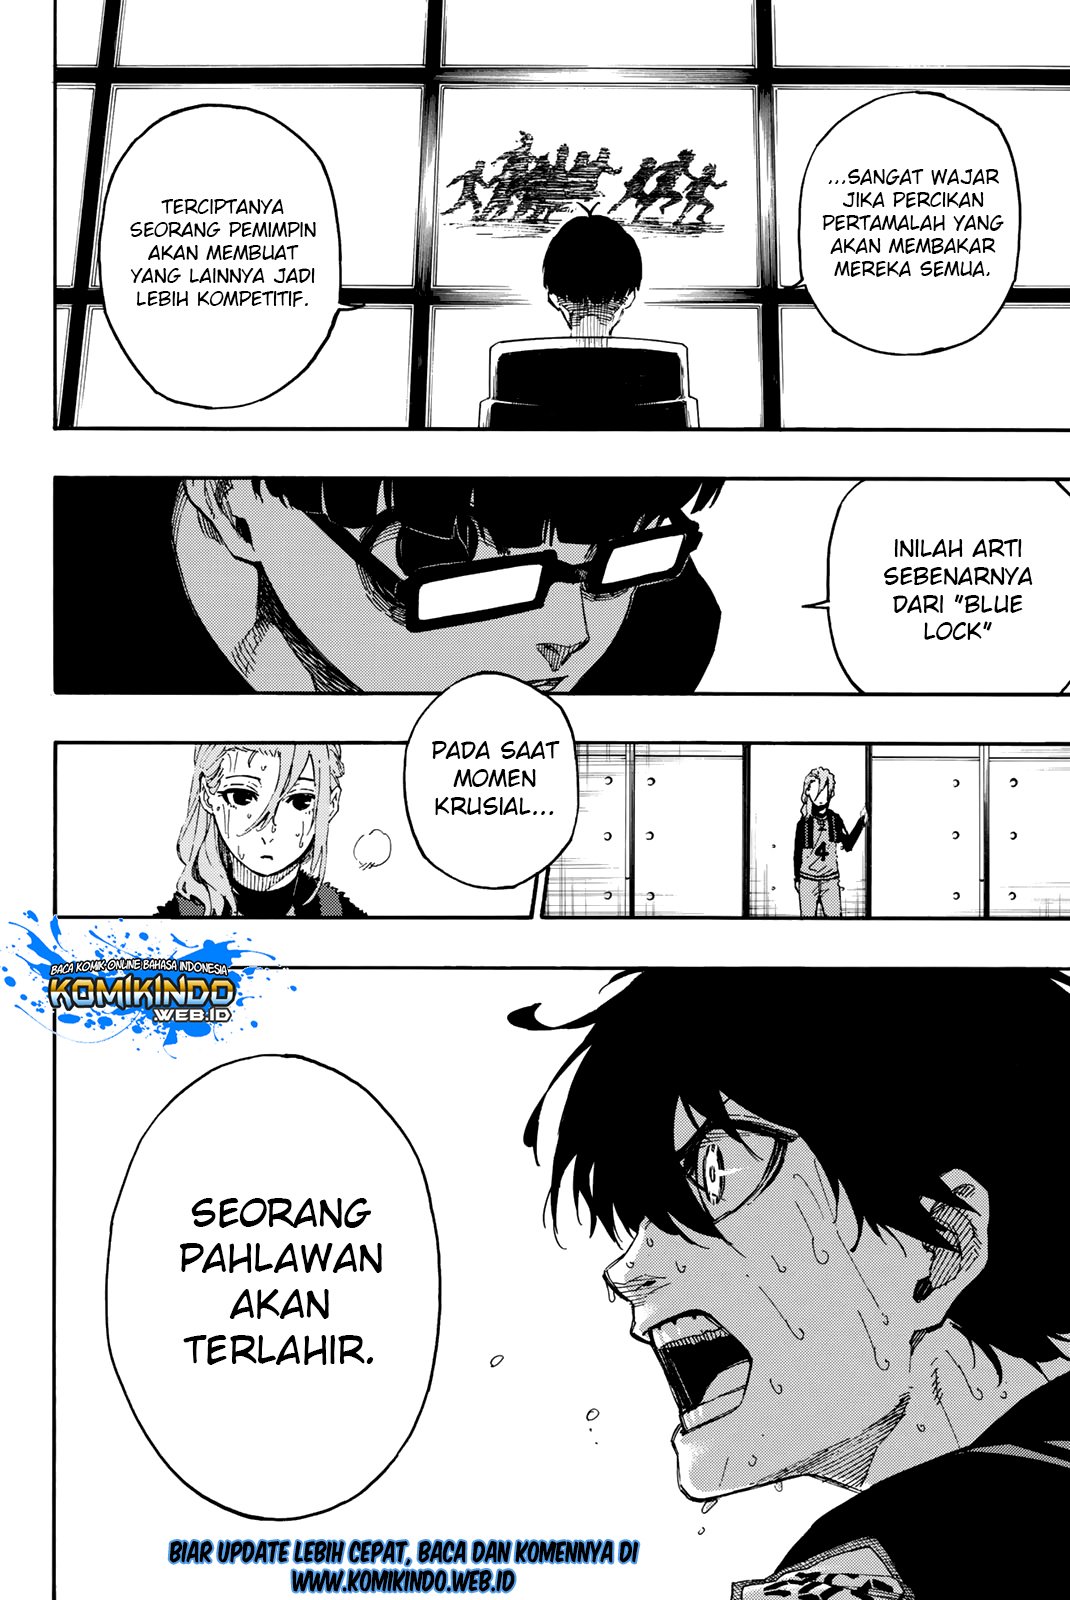 ...SANGAT WAJAR
JIKA PERCIKAN
PERTAMALAH YANG
AKAN MEMBAKAR
MEREKA SEMUA.
TERCIPTANYA
SEORANG PEMIMPIN
AKAN MEMBUAT
YANG LAINNYA JADI
LEBIH KOMPETITIF.
INILAH ARTI
SEBENARNYA
DARI "BLUE
LOCK"
4
PADA SAAT
MOMEN
KRUSIAL...
BACA KOMIK ONLINE BAHASA INDONESIA
KOMIKINDO
WEB.ID
SEORANG
PAHLAWAN
AKAN
TERLAHIR.
BIAR UPDATE LEBIH CEPAT, BACA DAN KOMENNYA DI
WWW.KOMIKINDO.WEB.ID